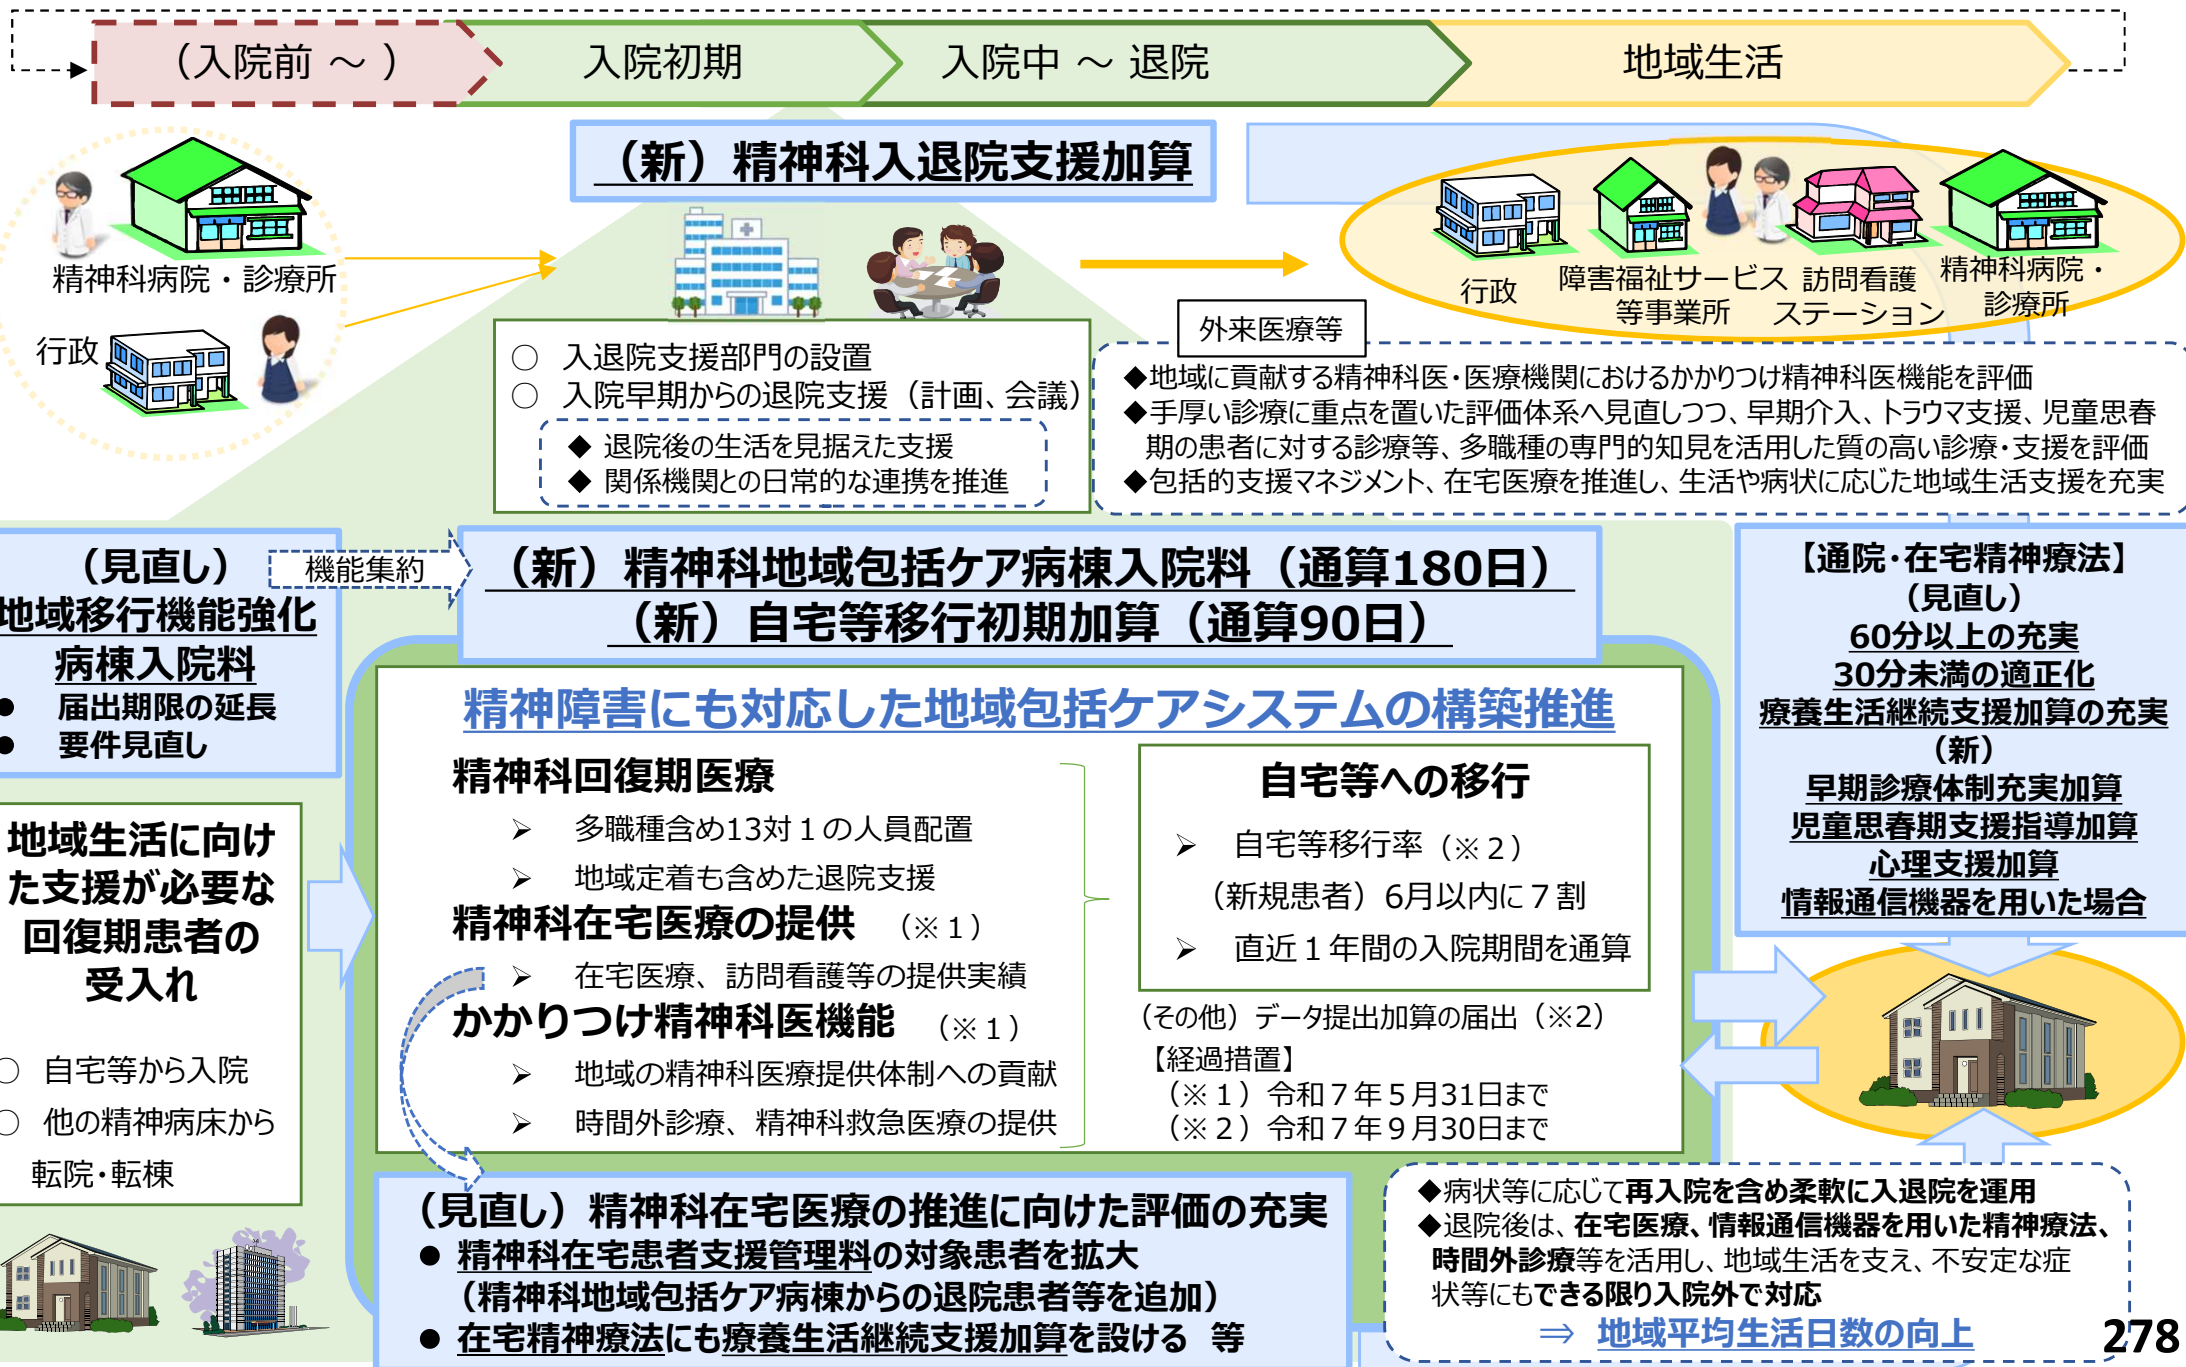 （入院前 ～ ）
入院初期
入院中 ～ 退院
地域生活
（新）精神科入退院支援加算
精神科病院・診療所
行政
行政
障害福祉サービス
等事業所
訪問看護
ステーション
精神科病院・
診療所
○ 入退院支援部門の設置
○ 入院早期からの退院支援（計画、会議）
◆ 退院後の生活を見据えた支援
◆ 関係機関との日常的な連携を推進
外来医療等
◆地域に貢献する精神科医・医療機関におけるかかりつけ精神科医機能を評価
◆手厚い診療に重点を置いた評価体系へ見直しつつ、早期介入、トラウマ支援、児童思春
期の患者に対する診療等、多職種の専門的知見を活用した質の高い診療・支援を評価
◆包括的支援マネジメント、在宅医療を推進し、生活や病状に応じた地域生活支援を充実
（見直し）
地域移行機能強化
病棟入院料
● 届出期限の延長
● 要件見直し
機能集約
（新）精神科地域包括ケア病棟入院料（通算180日）
（新）自宅等移行初期加算（通算90日）
【通院・在宅精神療法】
（見直し）
60分以上の充実
30分未満の適正化
療養生活継続支援加算の充実
（新）
早期診療体制充実加算
児童思春期支援指導加算
心理支援加算
情報通信機器を用いた場合
地域生活に向け
た支援が必要な
回復期患者の
受入れ
○ 自宅等から入院
○ 他の精神病床から
転院・転棟
精神障害にも対応した地域包括ケアシステムの構築推進
精神科回復期医療
➢ 多職種含め13対１の人員配置
➢ 地域定着も含めた退院支援
精神科在宅医療の提供 （※１）
➢ 在宅医療、訪問看護等の提供実績
かかりつけ精神科医機能 （※１）
➢ 地域の精神科医療提供体制への貢献
➢ 時間外診療、精神科救急医療の提供
自宅等への移行
➢ 自宅等移行率（※２）
（新規患者）6月以内に７割
➢ 直近１年間の入院期間を通算
（その他）データ提出加算の届出（※2）
【経過措置】
（※１）令和７年５月31日まで
（※２）令和７年９月30日まで
（見直し）精神科在宅医療の推進に向けた評価の充実
● 精神科在宅患者支援管理料の対象患者を拡大
（精神科地域包括ケア病棟からの退院患者等を追加）
● 在宅精神療法にも療養生活継続支援加算を設ける 等
◆病状等に応じて再入院を含め柔軟に入退院を運用
◆退院後は、在宅医療、情報通信機器を用いた精神療法、
時間外診療等を活用し、地域生活を支え、不安定な症
状等にもできる限り入院外で対応
⇒ 地域平均生活日数の向上
278